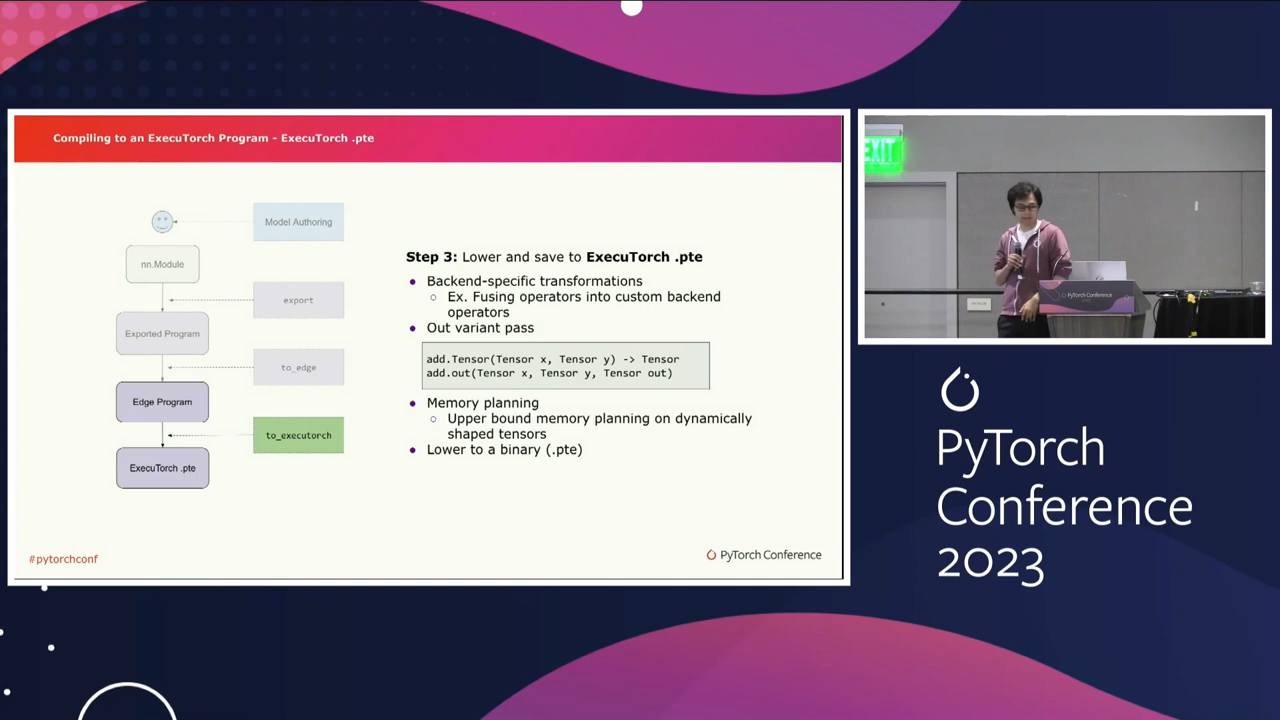 Compiling to an ExecuTorch Program - ExecuTorch .pte
Model Authoring
nn.Module
export
Exported Program
to_edge
Edge Program
to_executorch
ExecuTorch .pte
Step 3: Lower and save to ExecuTorch .pte
Backend-specific transformations
Ex. Fusing operators into custom backend
operators
Out variant pass
add.Tensor(Tensor x, Tensor y) -> Tensor
add.out(Tensor x, Tensor y, Tensor out)
Memory planning
Upper bound memory planning on dynamically
shaped tensors
Lower to a binary (.pte)
#pytorchconf
PyTorch Conference
EXIT
PyTorch Conference
PyTorch
Conference
2023